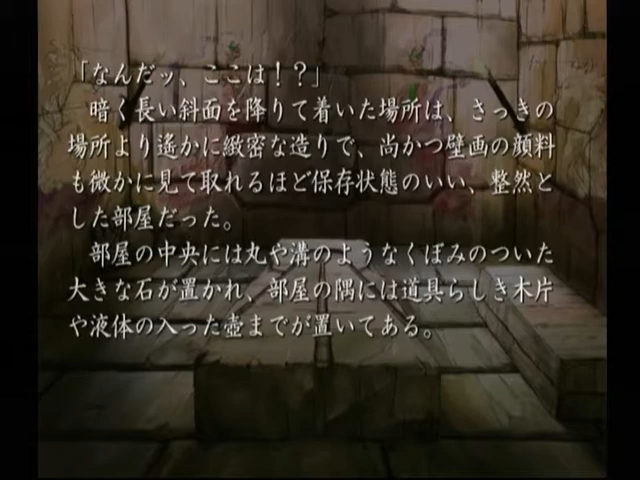 「なんだッ、ここは！？」
　暗く長い斜面を降りて着いた場所は、さっきの
場所より遥かに緻密な造りで、尚かつ壁画の顔料
も微かに見て取れるほど保存状態のいい、整然と
した部屋だった。
　部屋の中央には丸や溝のようなくぼみのついた
大きな石が置かれ、部屋の隅には道具らしき木片
や液体の入った壺までが置いてある。